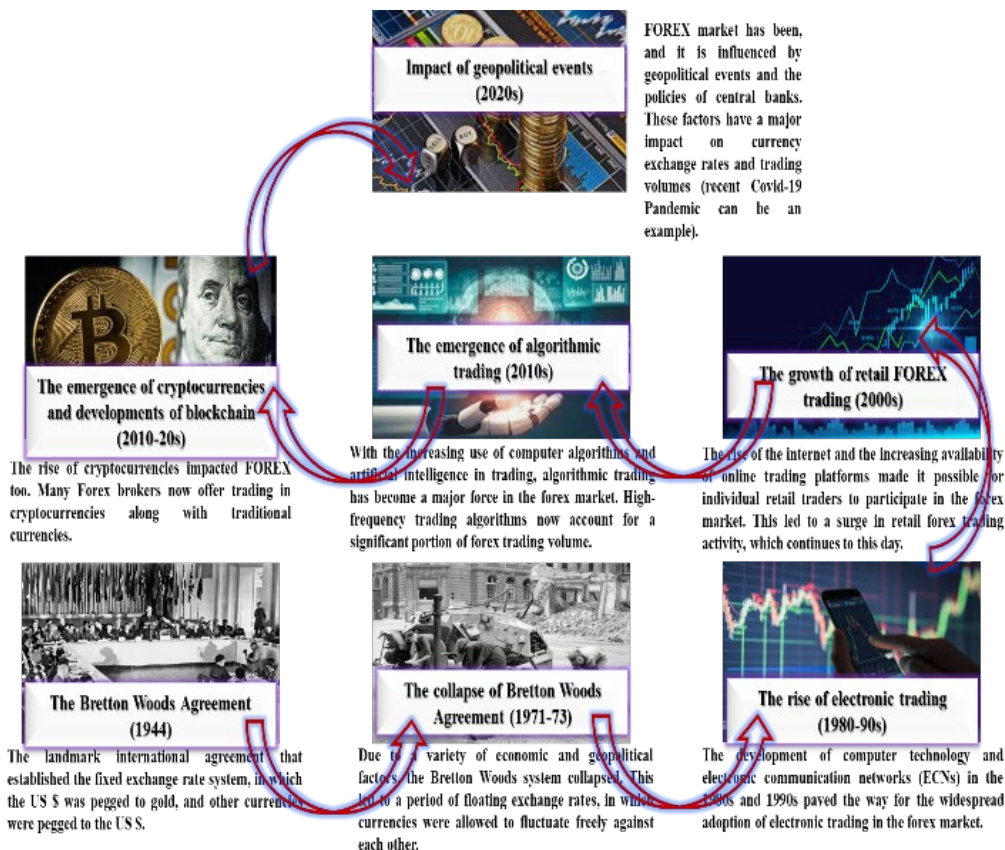 Impact of geopolitical events
(2020s)
FOREX market has been,
and it is influenced by
geopolitical events and the
policies of central banks.
These factors have a major
impact on currency
exchange rates and trading
volumes (recent Covid-19
Pandemic can be an
example).
SELL
BUY
The emergence of cryptocurrencies
and developments of blockchain
(2010-20s)
The rise of cryptocurrencies impacted FOREX
too. Many Forex brokers now offer trading in
cryptocurrencies along with traditional
currencies.
The emergence of algorithmic
trading (2010s)
With the increasing use of computer algorithms and
artificial intelligence in trading, algorithmic trading
has become a major force in the forex market. High-
frequency trading algorithms now account for a
significant portion of forex trading volume.
The growth of retail FOREX
trading (2000s)
The rise of the internet and the increasing availability
of online trading platforms made it possible for
individual retail traders to participate in the forex
market. This led to a surge in retail forex trading
activity, which continues to this day.
The Bretton Woods Agreement
(1944)
The landmark international agreement that
established the fixed exchange rate system, in which
the US $ was pegged to gold, and other currencies
were pegged to the US $.
The collapse of Bretton Woods
Agreement (1971-73)
Due to a variety of economic and geopolitical
factors, the Bretton Woods system collapsed. This
led to a period of floating exchange rates, in which
currencies were allowed to fluctuate freely against
each other.
The rise of electronic trading
(1980-90s)
The development of computer technology and
electronic communication networks (ECNs) in the
1980s and 1990s paved the way for the widespread
adoption of electronic trading in the forex market.